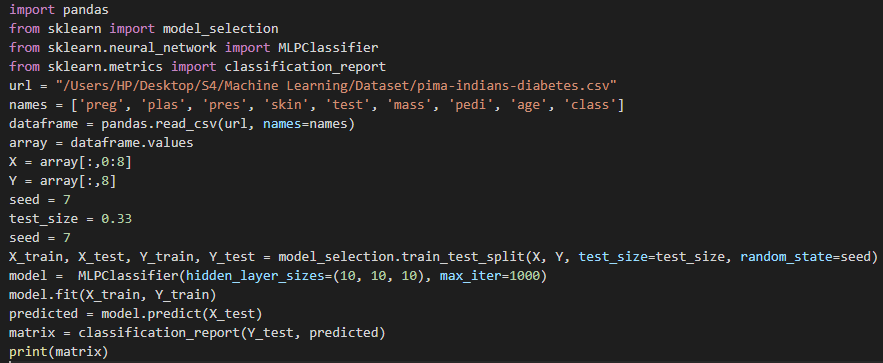 import pandas
from sklearn import model_selection
from sklearn.neural_network import MLPClassifier
from sklearn.metrics import classification_report
url = "/Users/HP/Desktop/S4/Machine Learning/Dataset/pima-indians-diabetes.csv"
names = ['preg', 'plas', 'pres', 'skin', 'test', 'mass', 'pedi', 'age', 'class']
dataframe = pandas.read_csv(url, names=names)
array = dataframe.values
X = array[:,0:8]
Y = array[:,8]
seed = 7
test_size = 0.33
seed = 7
X_train, X_test, Y_train, Y_test = model_selection.train_test_split(X, Y, test_size=test_size, random_state=seed)
model =  MLPClassifier(hidden_layer_sizes=(10, 10, 10), max_iter=1000)
model.fit(X_train, Y_train)
predicted = model.predict(X_test)
matrix = classification_report(Y_test, predicted)
print(matrix)